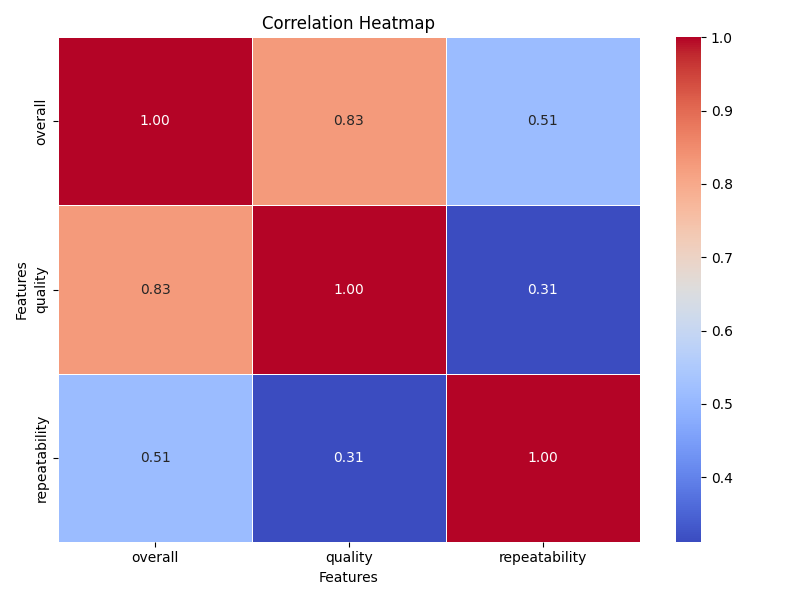 Correlation Heatmap
Features
overall
quality
repeatability
1.00 0.83 0.51
0.83 1.00 0.31
0.51 0.31 1.00
overall quality repeatability
Features
1.0
0.9
0.8
0.7
0.6
0.5
0.4